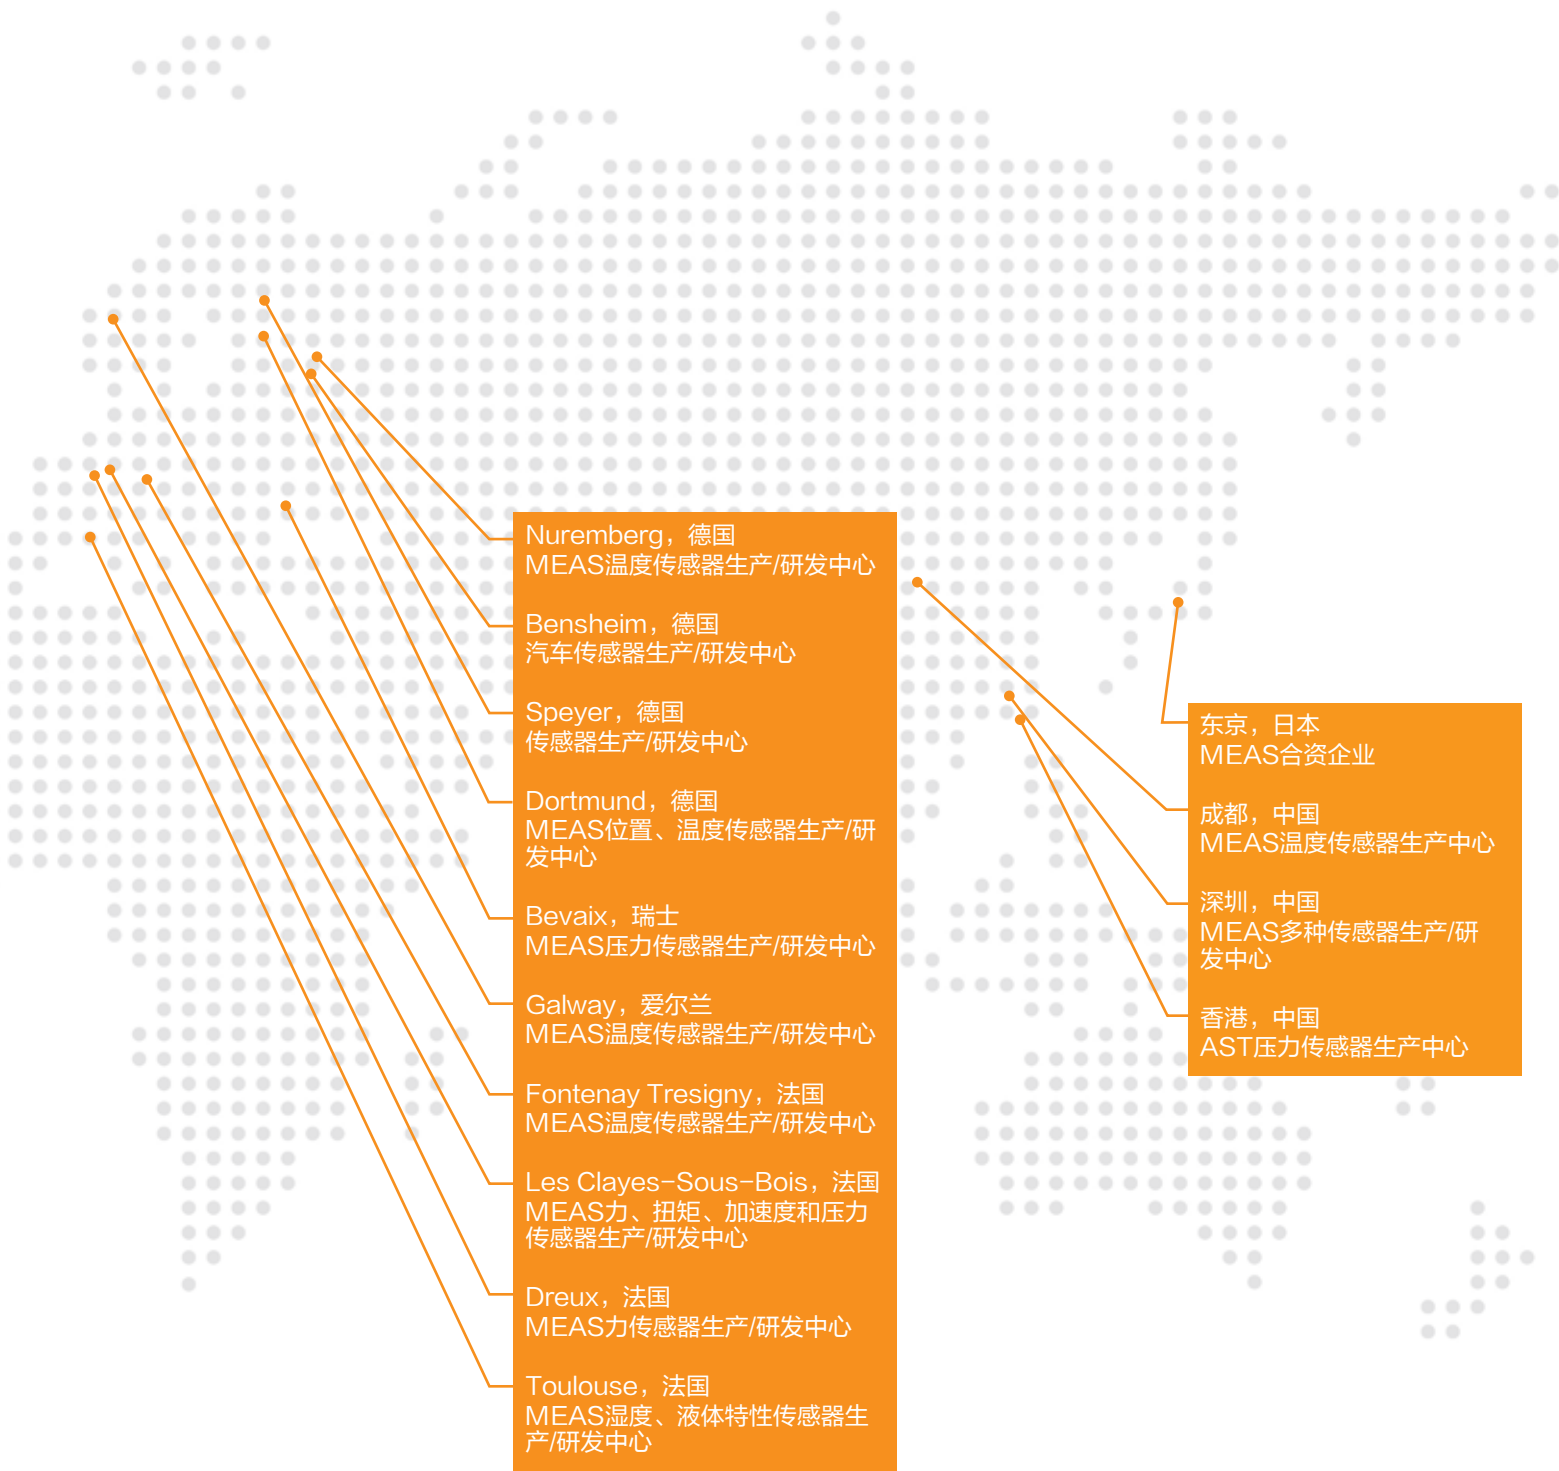 Nuremberg，德国
MEAS温度传感器生产/研发中心
Bensheim，德国
汽车传感器生产/研发中心
Speyer，德国
传感器生产/研发中心
Dortmund，德国
MEAS位置、温度传感器生产/研
发中心
Bevaix，瑞士
MEAS压力传感器生产/研发中心
Galway，爱尔兰
MEAS温度传感器生产/研发中心
Fontenay Tresigny，法国
MEAS温度传感器生产/研发中心
Les Clayes-Sous-Bois，法国
MEAS力、扭矩、加速度和压力
传感器生产/研发中心
Dreux，法国
MEAS力传感器生产/研发中心
Toulouse，法国
MEAS湿度、液体特性传感器生
产/研发中心
东京，日本
MEAS合资企业
成都，中国
MEAS温度传感器生产中心
深圳，中国
MEAS多种传感器生产/研
发中心
香港，中国
AST压力传感器生产中心